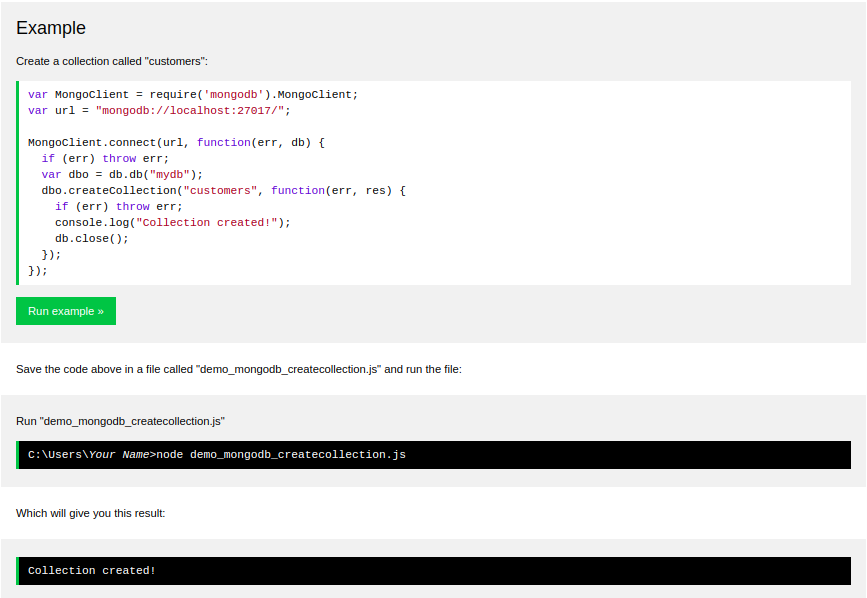 Example
Create a collection called "customers":
var MongoClient = require('mongodb').MongoClient;
var url = "mongodb://localhost:27017/";

MongoClient.connect(url, function(err, db) {
  if (err) throw err;
  var dbo = db.db("mydb");
  dbo.createCollection("customers", function(err, res) {
    if (err) throw err;
    console.log("Collection created!");
    db.close();
  });
});
Run example »
Save the code above in a file called "demo_mongodb_createcollection.js" and run the file:
Run "demo_mongodb_createcollection.js"
C:\Users\Your Name>node demo_mongodb_createcollection.js
Which will give you this result:
Collection created!